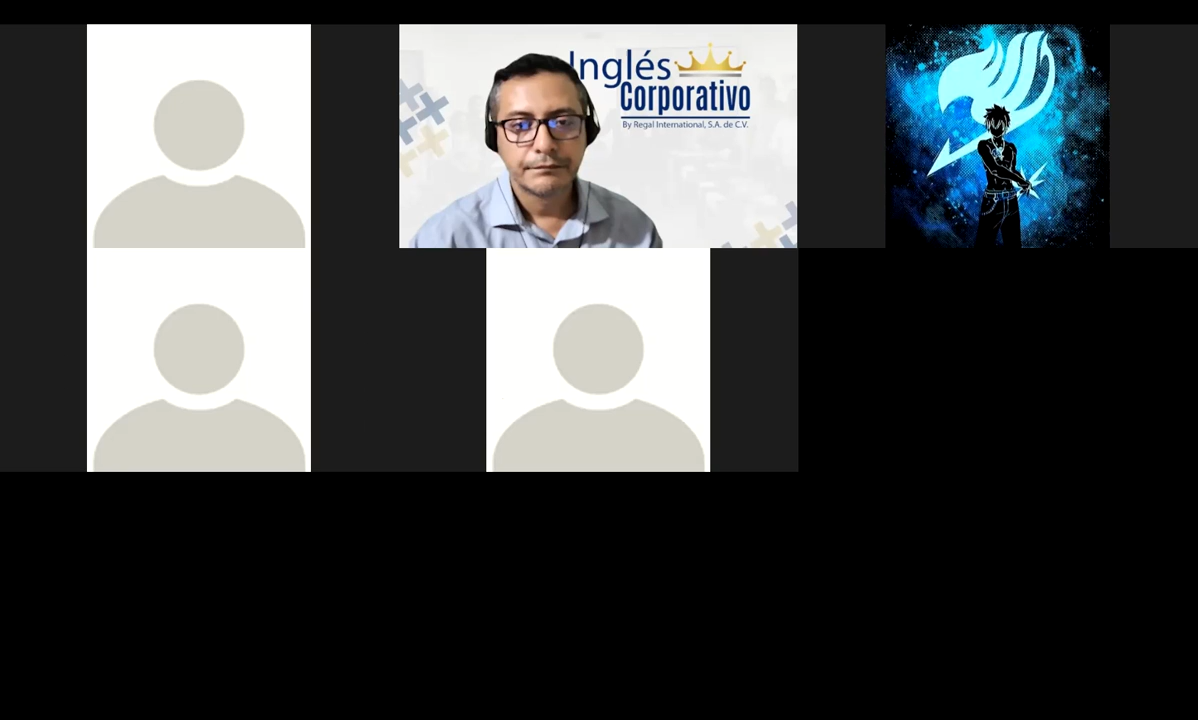 Inglés
Corporativo
By Regal International, S.A. de C.V.